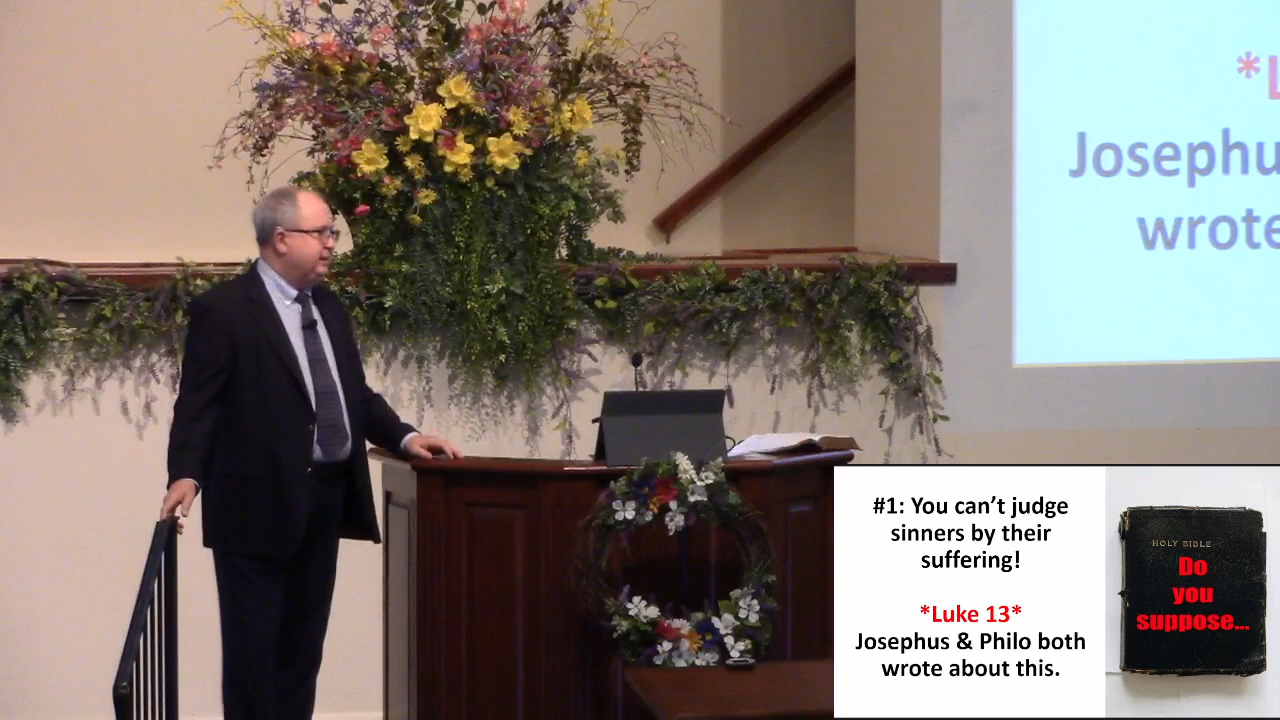 *L
Josephu
wrote
#1: You can't judge
sinners by their
suffering!
*Luke 13*
Josephus & Philo both
wrote about this.
HOLY BIBLE
Do
you
suppose...